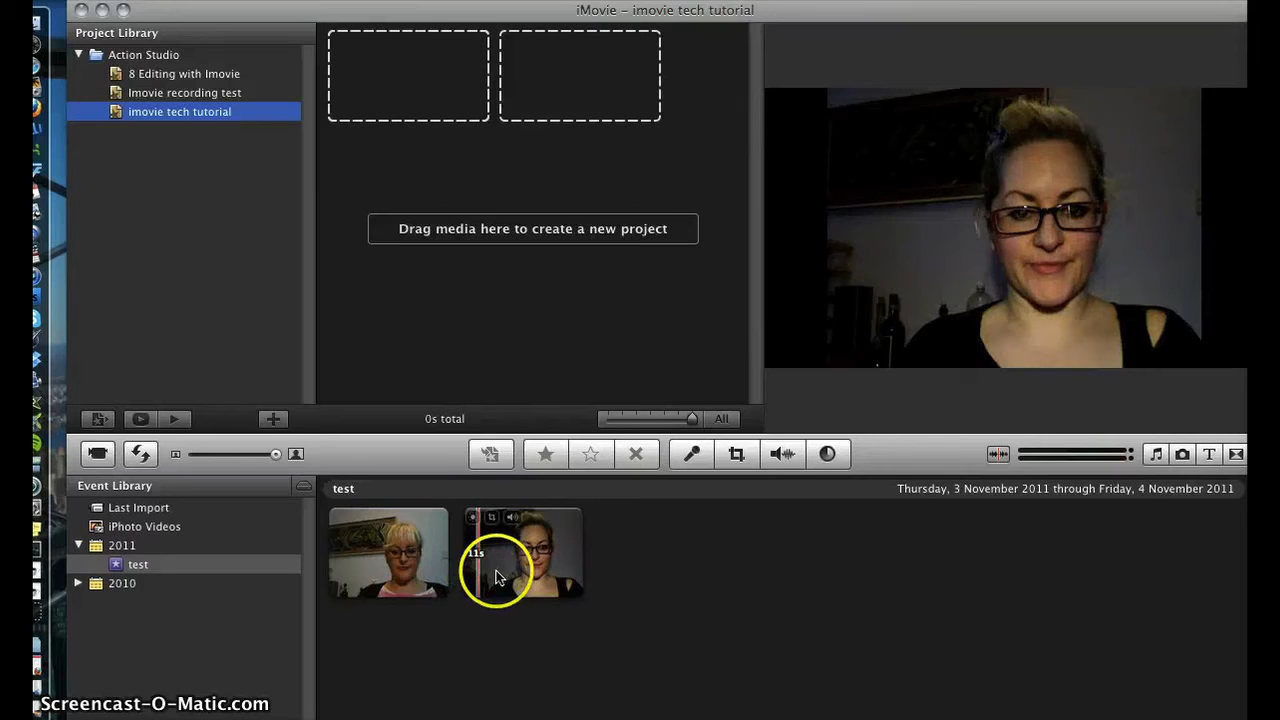 iMovie – imovie tech tutorial
Project Library
Action Studio
8 Editing with Imovie
Imovie recording test
imovie tech tutorial
Drag media here to create a new project
0s total
All
Event Library
test
Thursday, 3 November 2011 through Friday, 4 November 2011
Last Import
iPhoto Videos
2011
test
2010
11s
T
Screencast-O-Matic.com